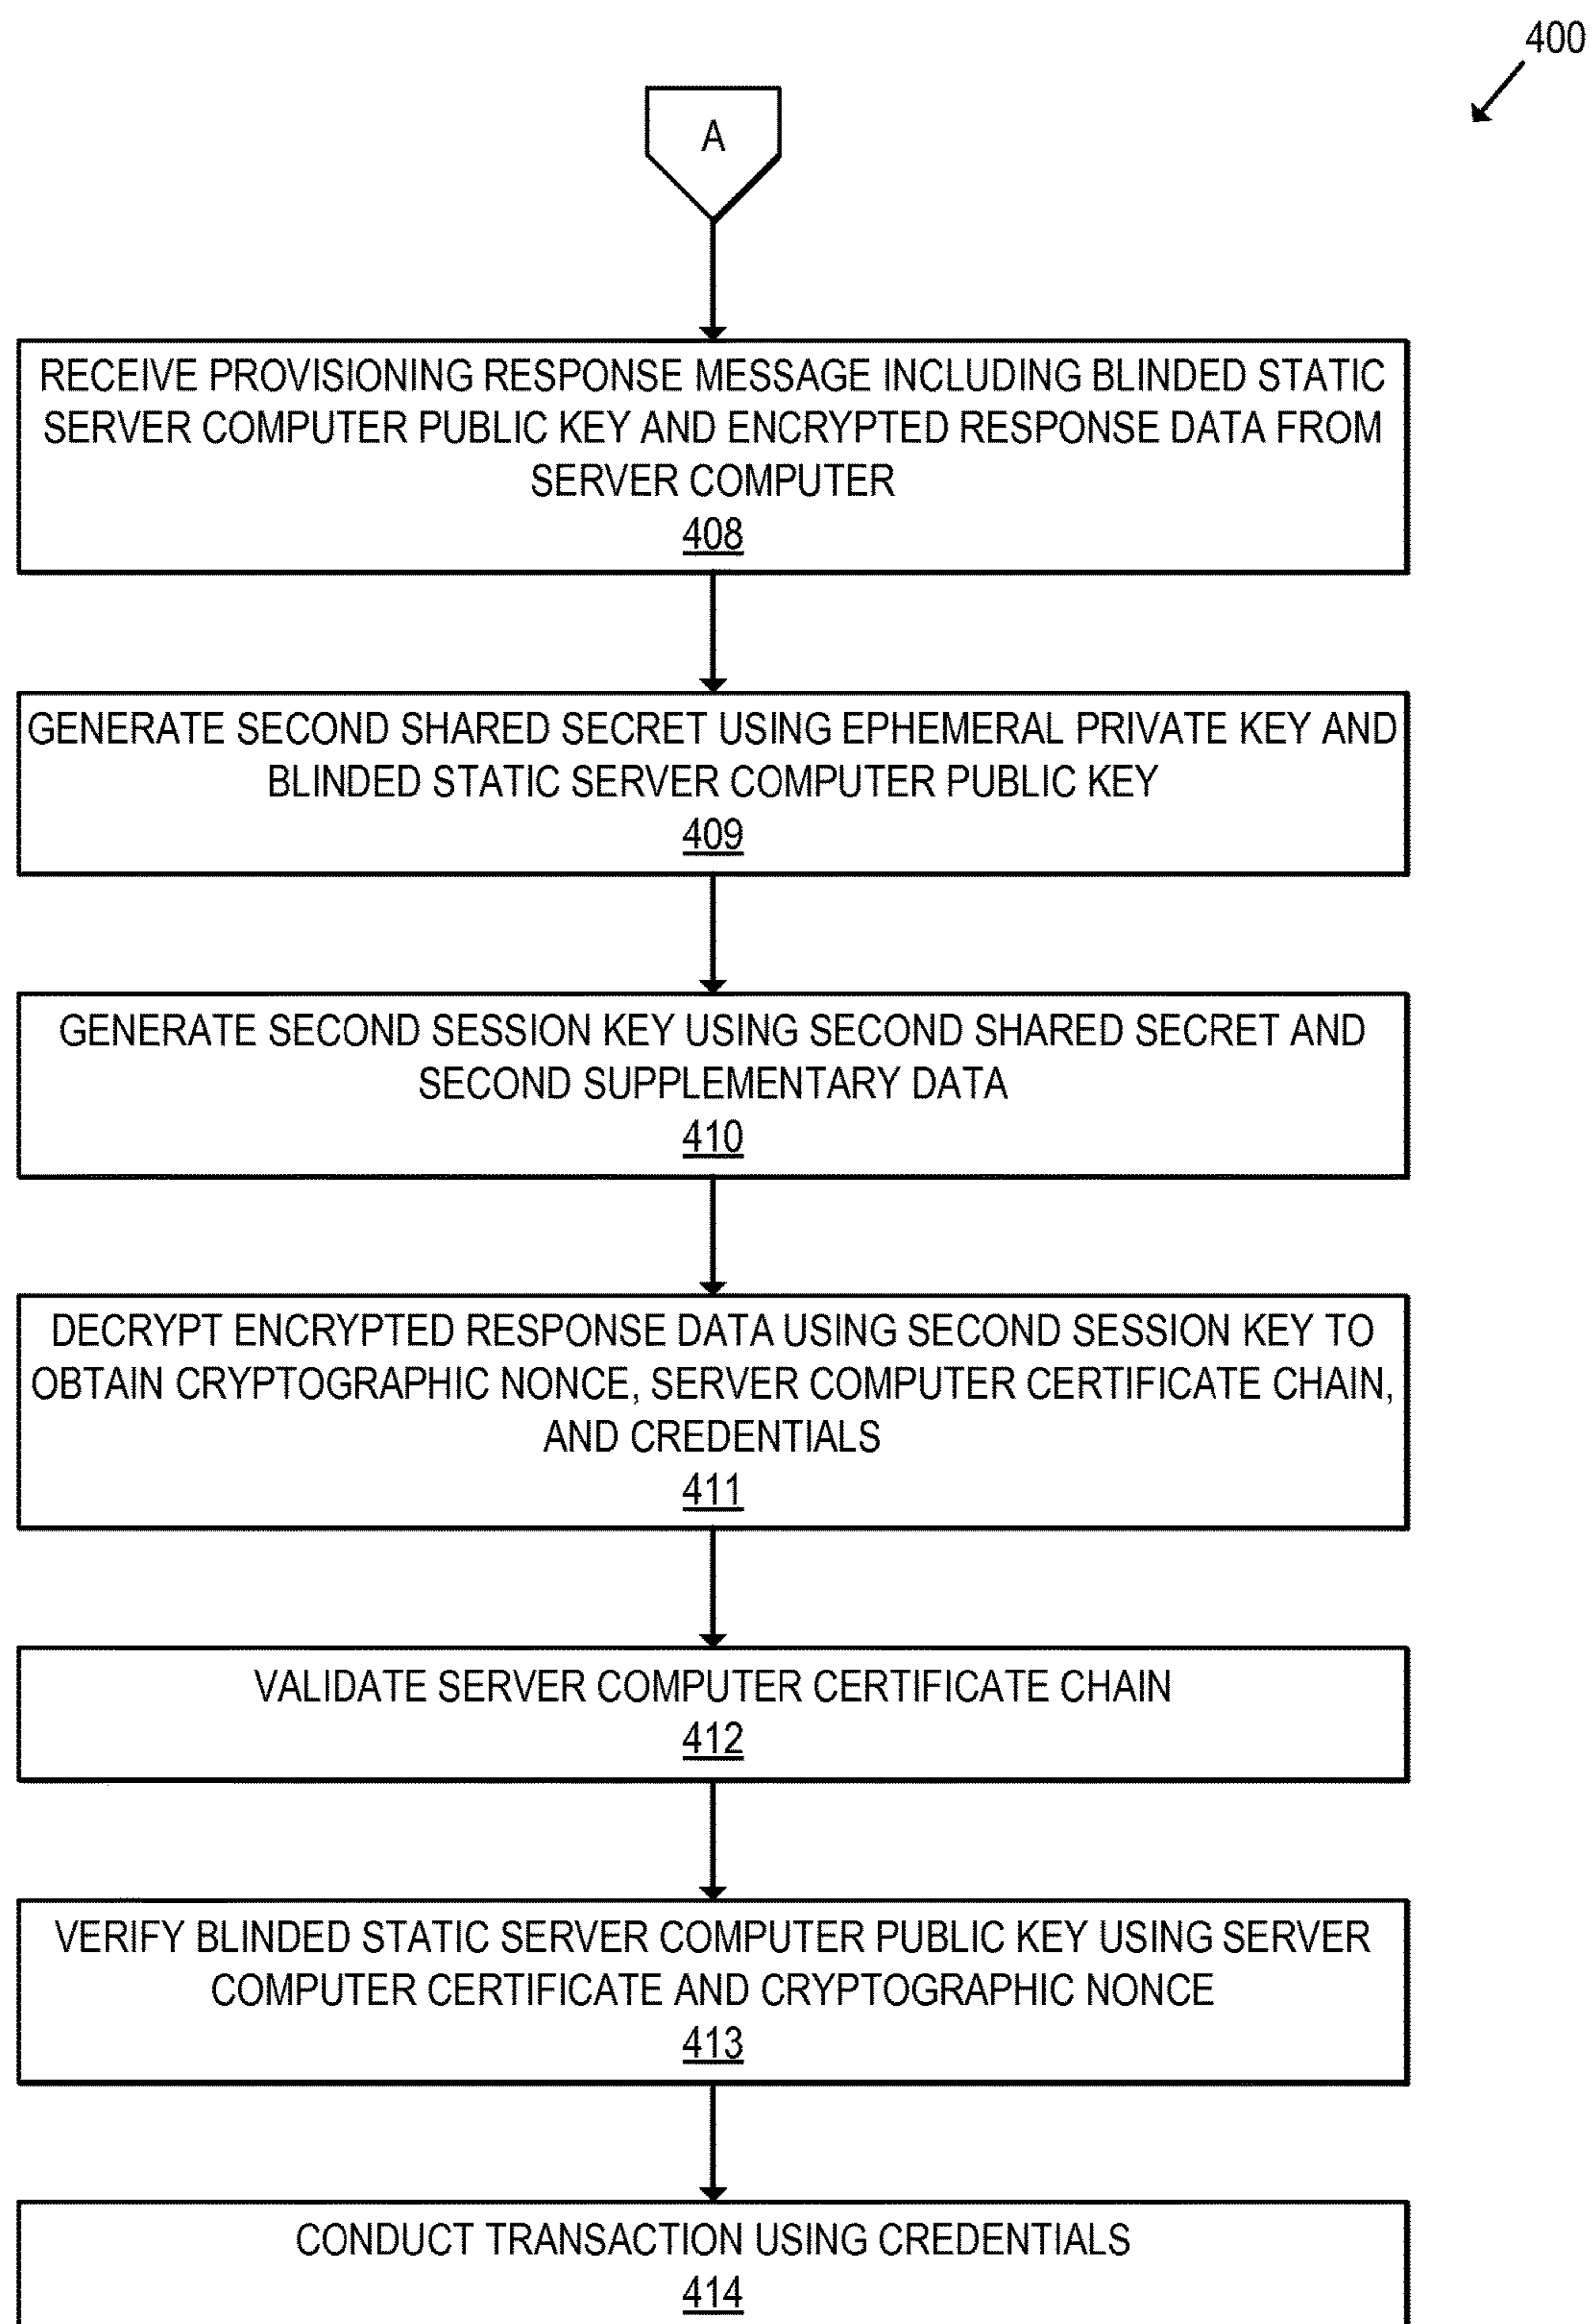 400
A
RECEIVE PROVISIONING RESPONSE MESSAGE INCLUDING BLINDED STATIC
SERVER COMPUTER PUBLIC KEY AND ENCRYPTED RESPONSE DATA FROM
SERVER COMPUTER
408
GENERATE SECOND SHARED SECRET USING EPHEMERAL PRIVATE KEY AND
BLINDED STATIC SERVER COMPUTER PUBLIC KEY
409
GENERATE SECOND SESSION KEY USING SECOND SHARED SECRET AND
SECOND SUPPLEMENTARY DATA
410
DECRYPT ENCRYPTED RESPONSE DATA USING SECOND SESSION KEY TO
OBTAIN CRYPTOGRAPHIC NONCE, SERVER COMPUTER CERTIFICATE CHAIN,
AND CREDENTIALS
411
VALIDATE SERVER COMPUTER CERTIFICATE CHAIN
412
VERIFY BLINDED STATIC SERVER COMPUTER PUBLIC KEY USING SERVER
COMPUTER CERTIFICATE AND CRYPTOGRAPHIC NONCE
413
CONDUCT TRANSACTION USING CREDENTIALS
414